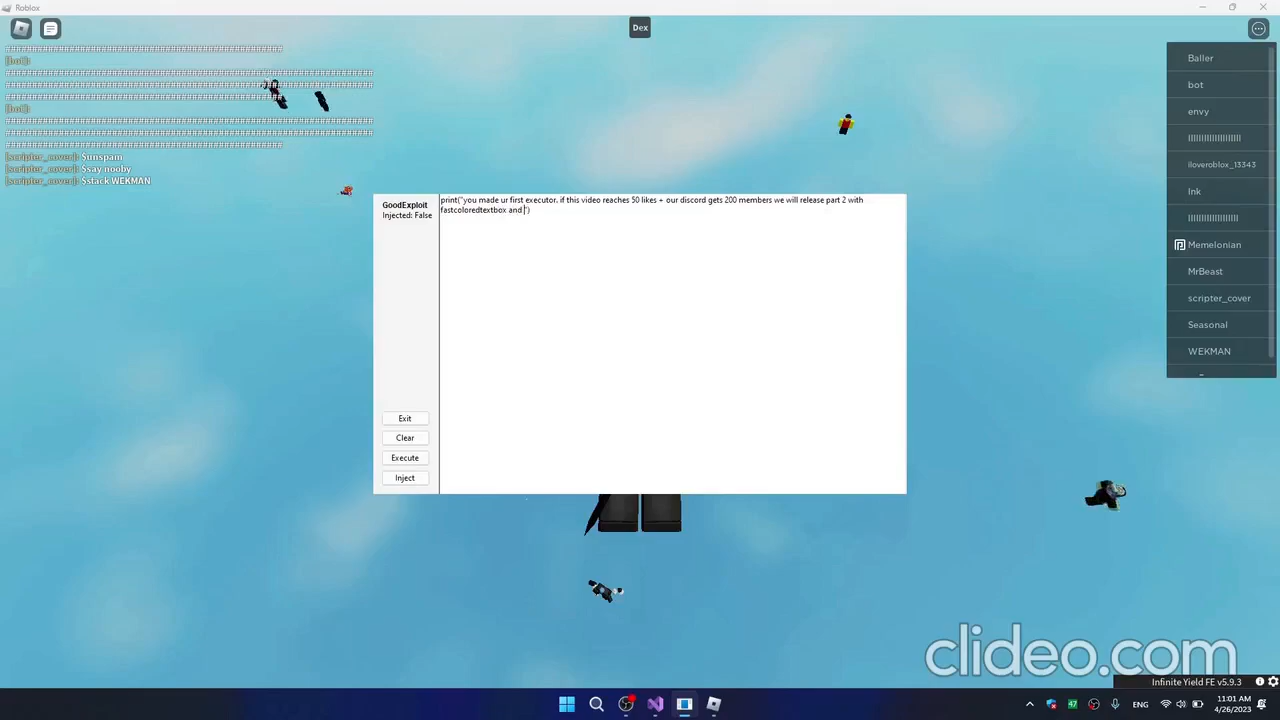 Roblox
Dex
################################################
[bot]:
###############################################################
###############################################################
################################################
[bot]:
###############################################################
###############################################################
################################################
[scripter_cover]: $unspam
[scripter_cover]: $say nooby
[scripter_cover]: $stack WEKMAN
GoodExploit
Injected: False
print("you made ur first executor. if this video reaches 50 likes + our discord gets 200 members we will release part 2 with
fastcoloredtextbox and ")
Exit
Clear
Execute
Inject
Baller
bot
envy
iloveroblox_13343
Ink
Memelonian
MrBeast
scripter_cover
Seasonal
WEKMAN
clideo.com
Infinite Yield FE v5.9.3
47
ENG
11:01 AM
4/26/2023